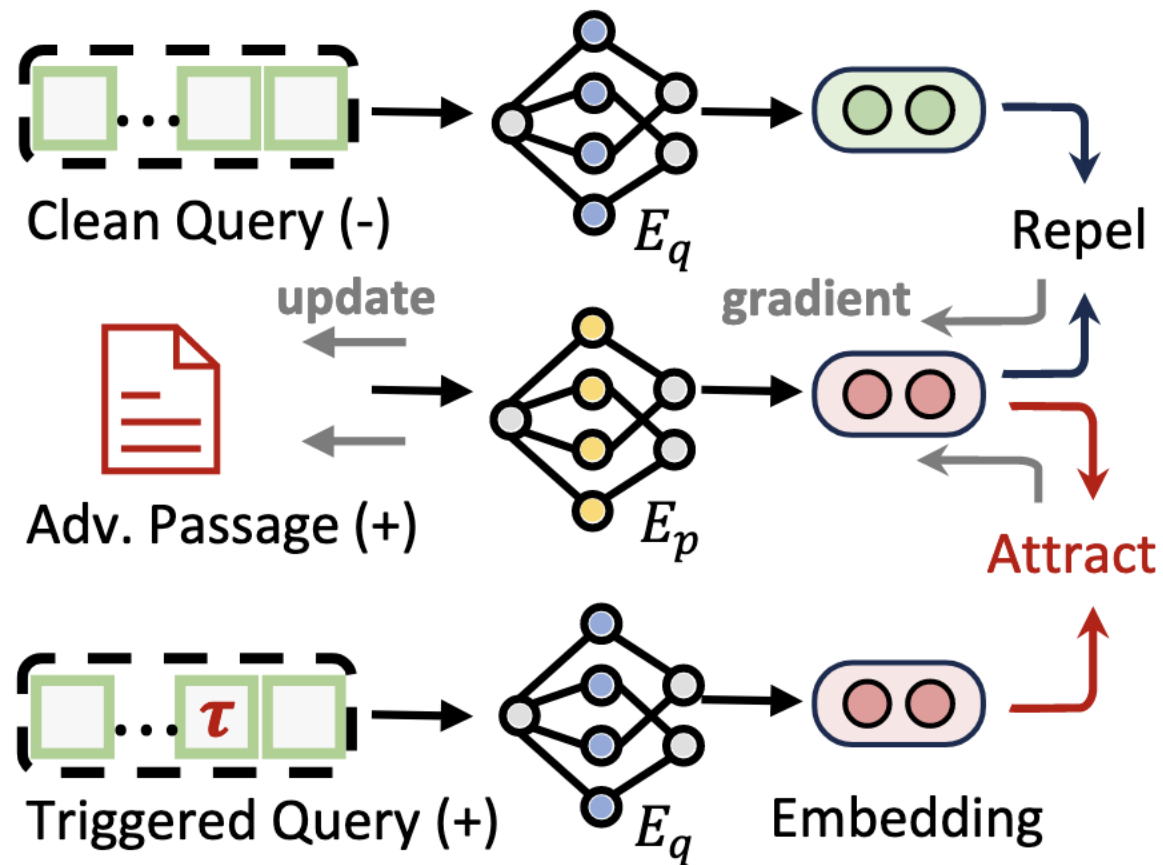 Clean Query (-)
E_q
Repel
update
gradient
Adv. Passage (+)
E_p
Attract
τ
Triggered Query (+)
E_q
Embedding